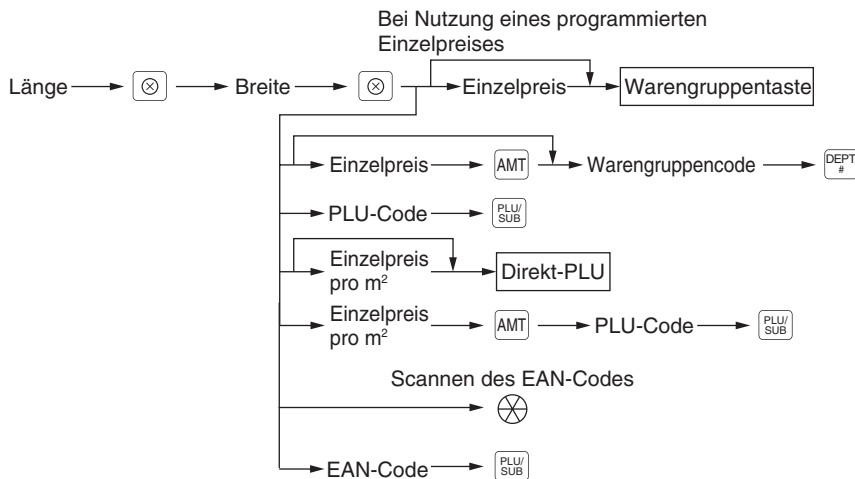 Bei Nutzung eines programmierten
Einzelpreises
Länge ⊗ Breite ⊗ Einzelpreis Warengruppentaste
Einzelpreis AMT Warengruppencode DEPT #
PLU-Code PLU/SUB
Einzelpreis
pro m² Direkt-PLU
Einzelpreis
pro m² AMT PLU-Code PLU/SUB
Scannen des EAN-Codes
EAN-Code PLU/SUB